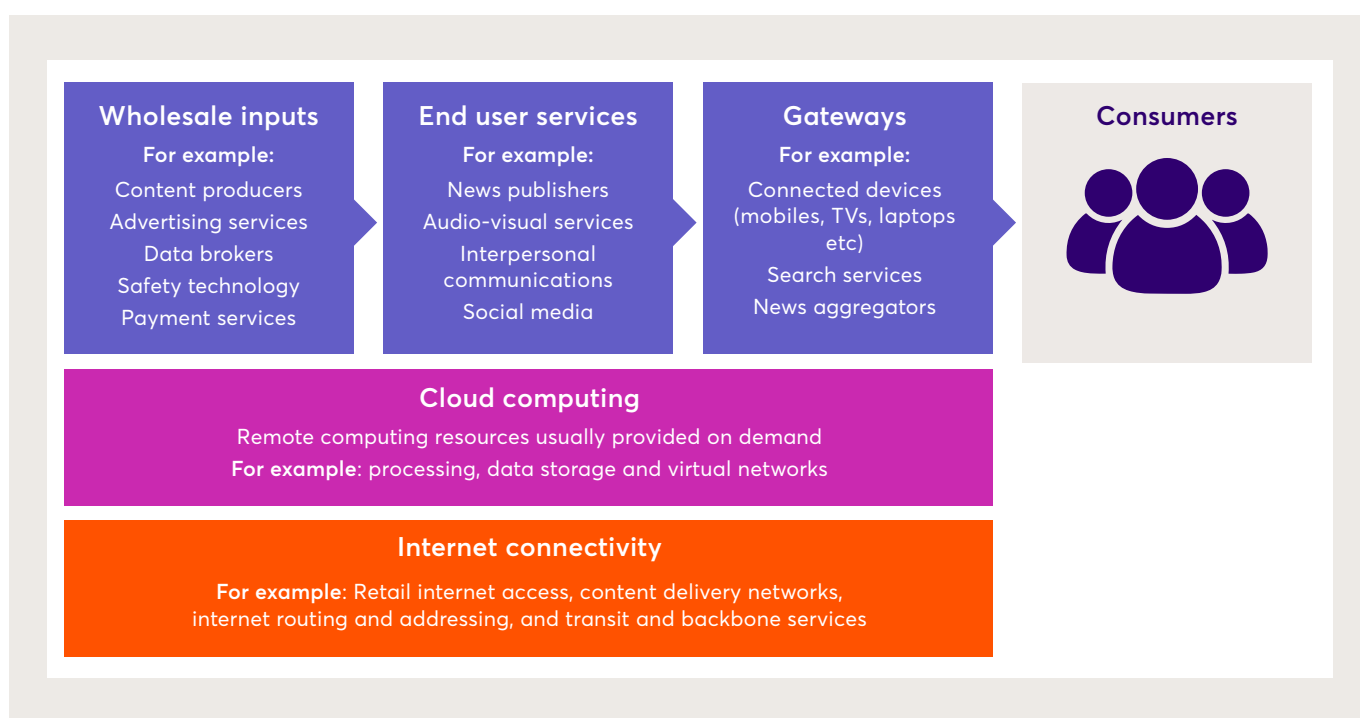 Wholesale inputs
For example:
Content producers
Advertising services
Data brokers
Safety technology
Payment services
End user services
For example:
News publishers
Audio-visual services
Interpersonal
communications
Social media
Gateways
For example:
Connected devices
(mobiles, TVs, laptops
etc)
Search services
News aggregators
Consumers
Cloud computing
Remote computing resources usually provided on demand
For example: processing, data storage and virtual networks
Internet connectivity
For example: Retail internet access, content delivery networks,
internet routing and addressing, and transit and backbone services